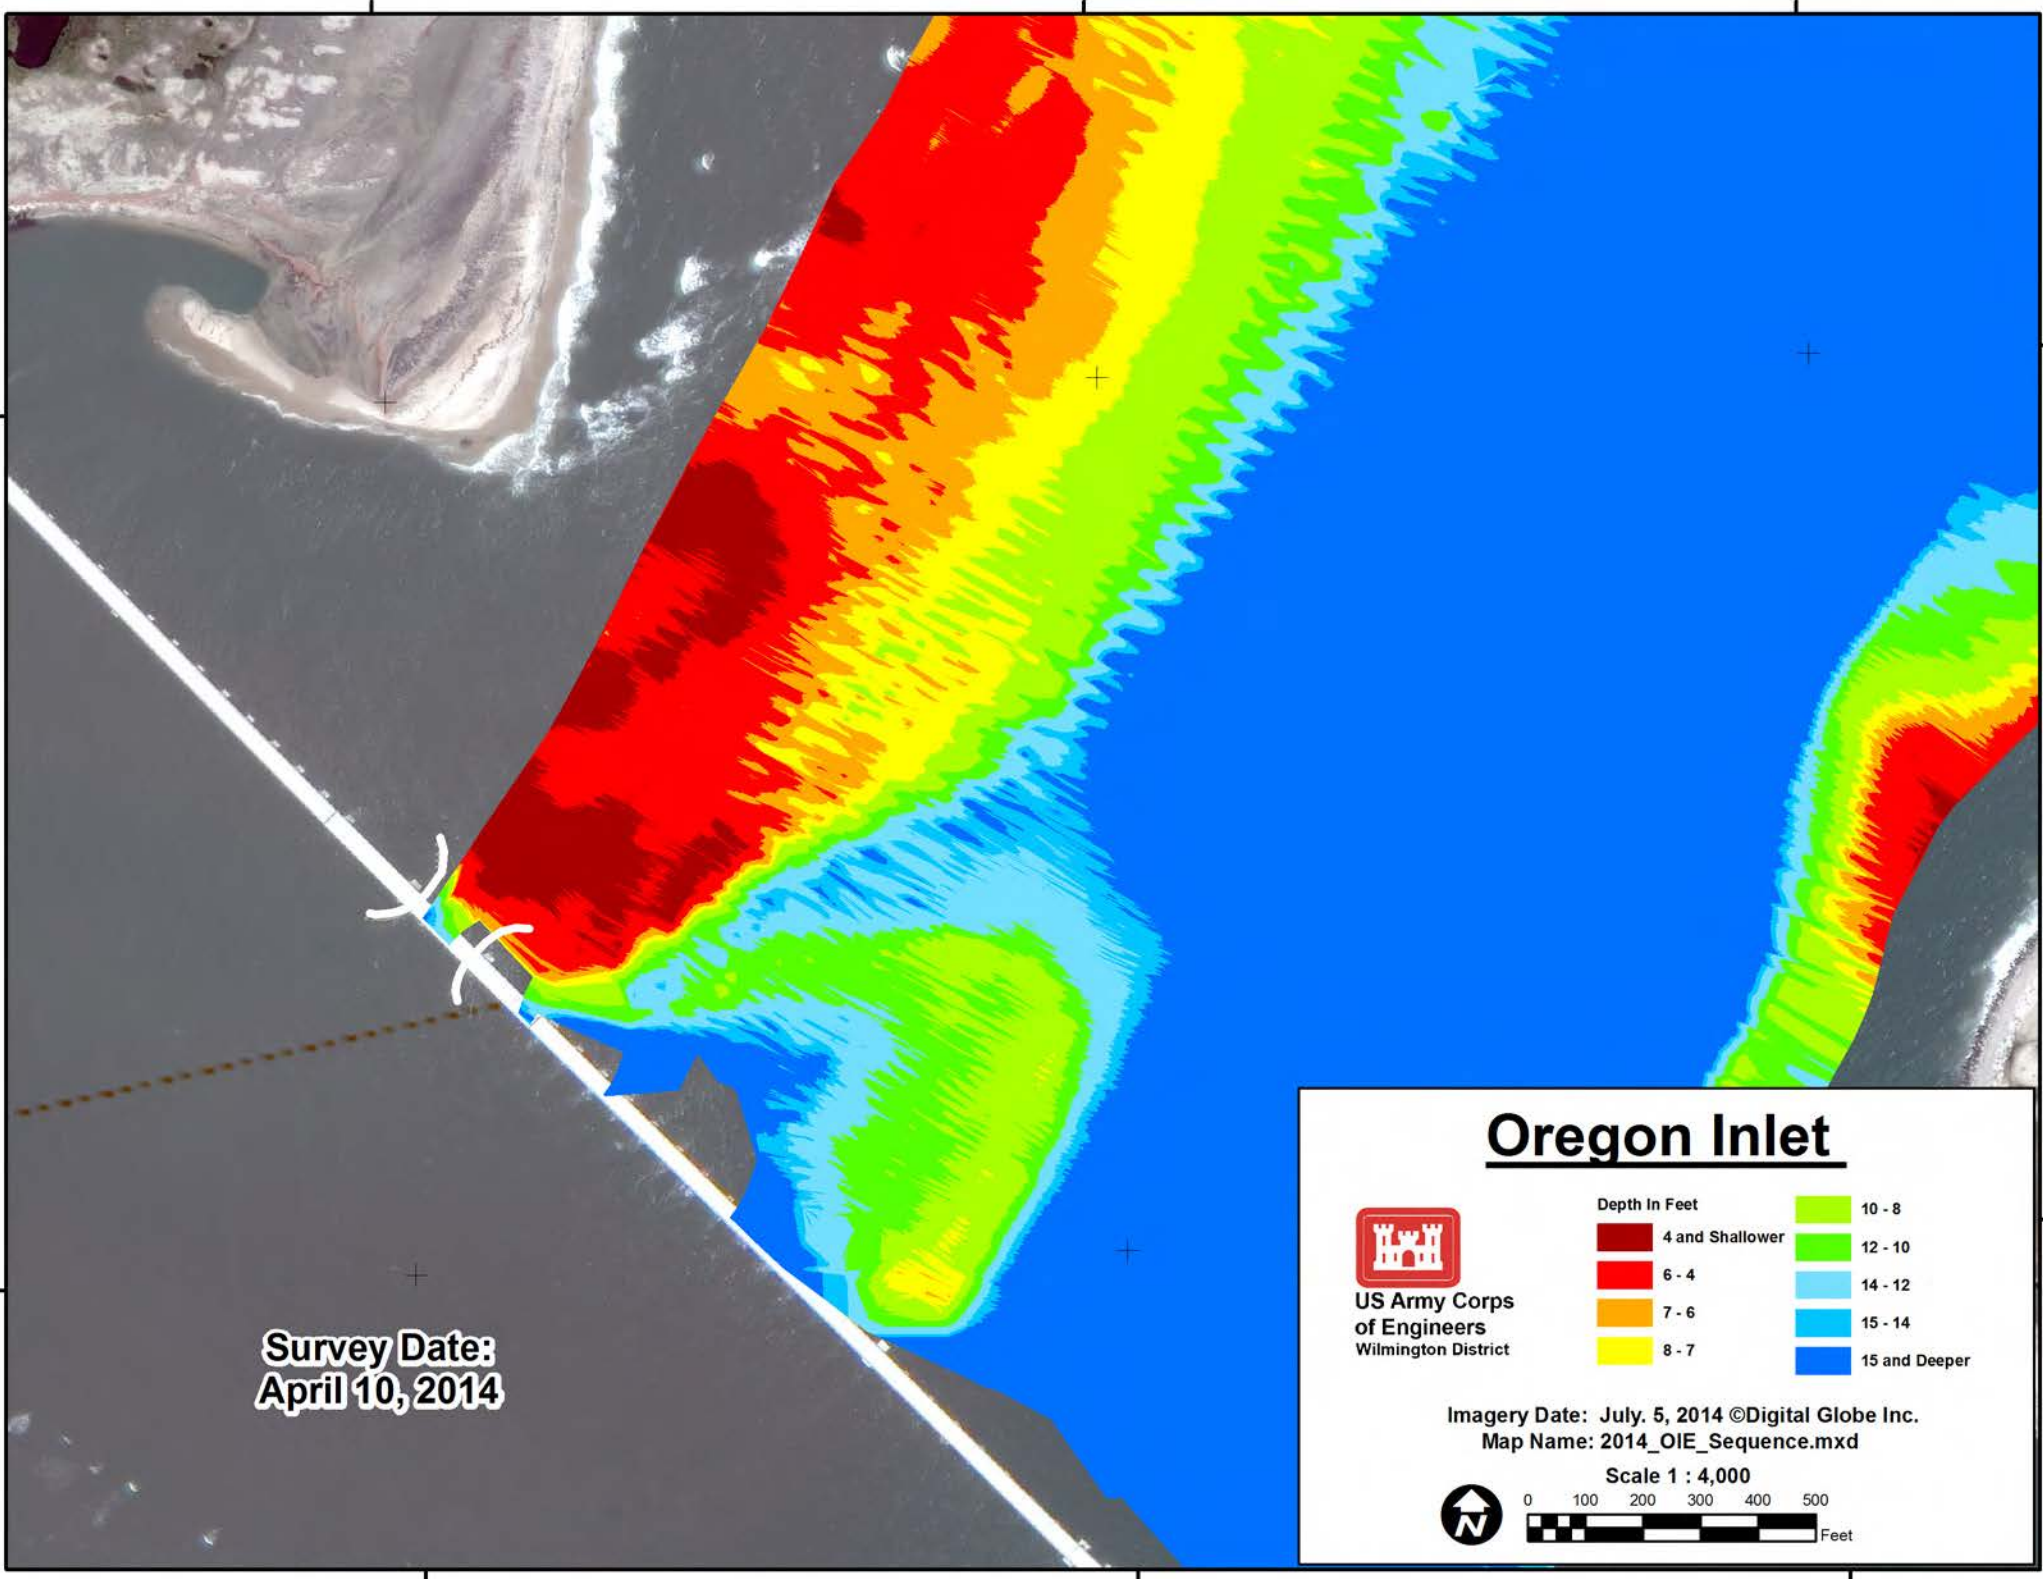 Oregon Inlet
US Army Corps
of Engineers
Wilmington District
Depth In Feet
4 and Shallower
6 - 4
7 - 6
8 - 7
10 - 8
12 - 10
14 - 12
15 - 14
15 and Deeper
Imagery Date: July. 5, 2014 ©Digital Globe Inc.
Map Name: 2014_OIE_Sequence.mxd
Scale 1 : 4,000
N
0 100 200 300 400 500
Feet
Survey Date:
April 10, 2014